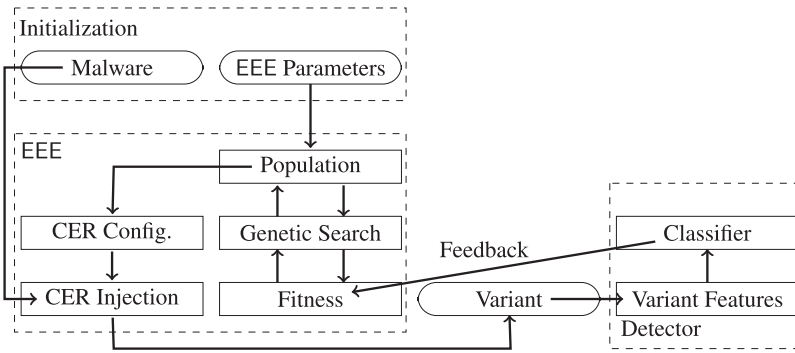 Initialization
Malware
EEE Parameters
EEE
Population
CER Config.
Genetic Search
Feedback
Classifier
CER Injection
Fitness
Variant
Variant Features
Detector